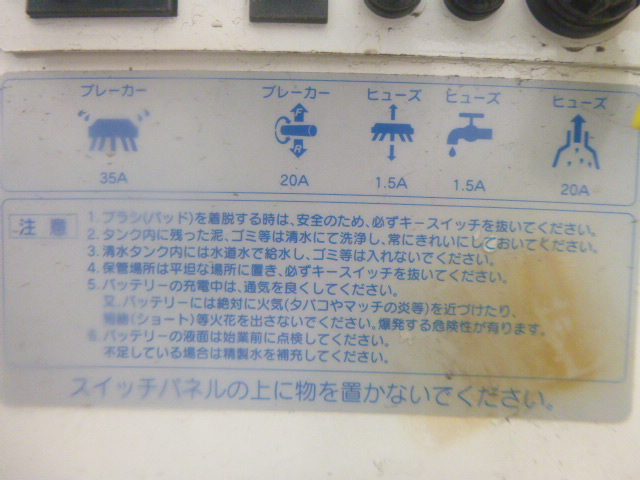 ブレーカー ブレーカー ヒューズ ヒューズ ヒューズ
F
R
35A 20A 1.5A 1.5A 20A
注 意
1. ブラシ(パッド)を着脱する時は、安全のため、必ずキースイッチを抜いてください。
2. タンク内に残った泥、ゴミ等は清水にて洗浄し、常にきれいにしておいてください。
3. 清水タンク内には水道水で給水し、ゴミ等は入れないでください。
4. 保管場所は平坦な場所に置き、必ずキースイッチを抜いてください。
5. バッテリーの充電中は、通気を良くしてください。
又、バッテリーには絶対に火気(タバコやマッチの炎等)を近づけたり、
(ショート)等火花を出さないでください。爆発する危険性が有ります。
6. バッテリーの液面は始業前に点検してください。
不足している場合は精製水を補充してください。
スイッチパネルの上に物を置かないでください。